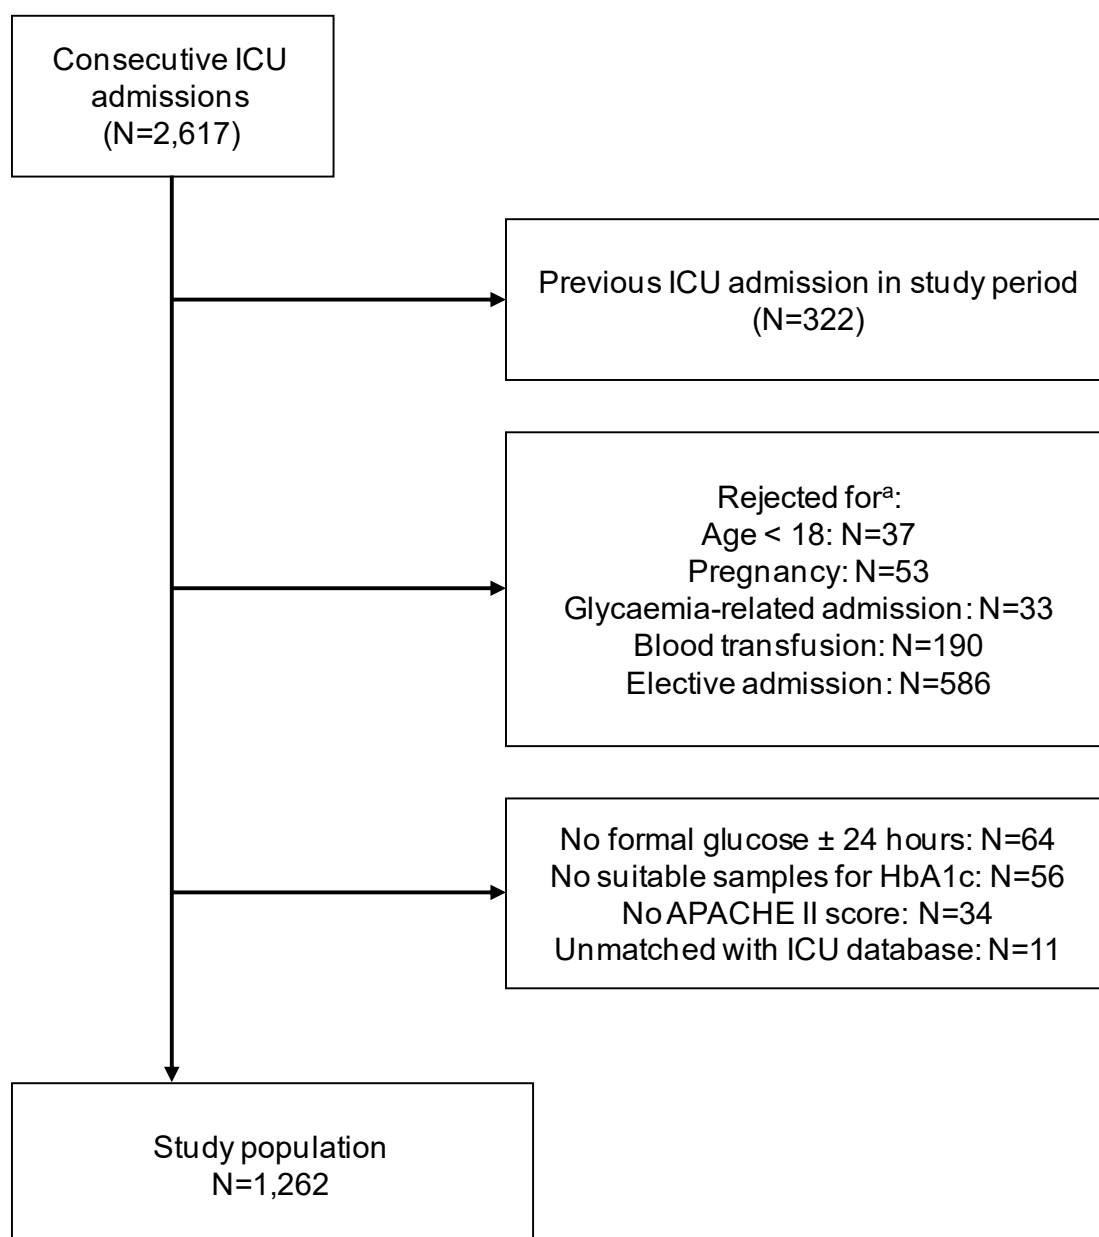 Consecutive ICU
admissions
(N=2,617)
Previous ICU admission in study period
(N=322)
Rejected forᵃ:
Age < 18: N=37
Pregnancy: N=53
Glycaemia-related admission: N=33
Blood transfusion: N=190
Elective admission: N=586
No formal glucose ± 24 hours: N=64
No suitable samples for HbA1c: N=56
No APACHE II score: N=34
Unmatched with ICU database: N=11
Study population
N=1,262